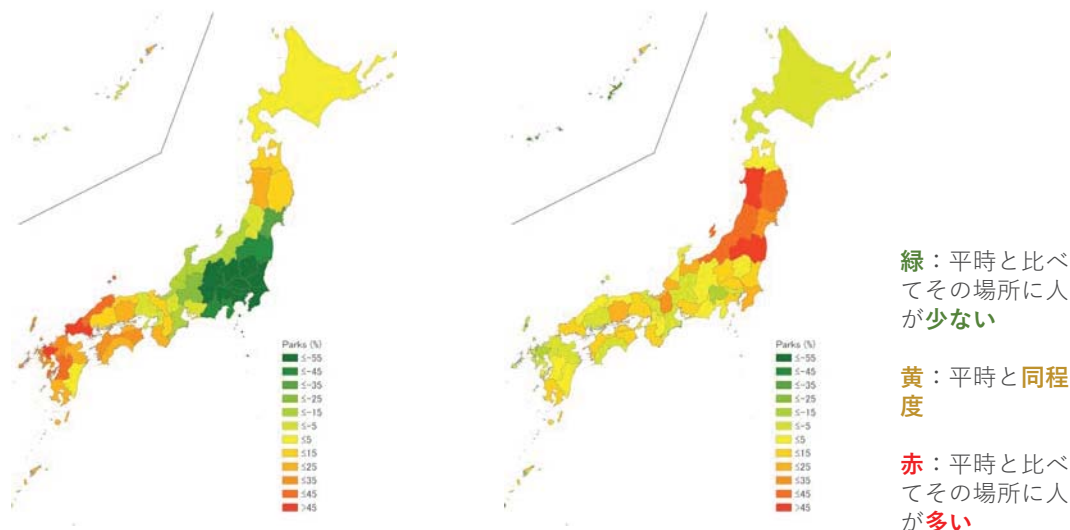 Parks (%)
≤-55
≤-45
≤-35
≤-25
≤-15
≤-5
≤5
≤15
≤25
≤35
≤45
>45
Parks (%)
≤-55
≤-45
≤-35
≤-25
≤-15
≤-5
≤5
≤15
≤25
≤35
≤45
>45
緑：平時と比べ
てその場所に人
が少ない
黄：平時と同程
度
赤：平時と比べ
てその場所に人
が多い